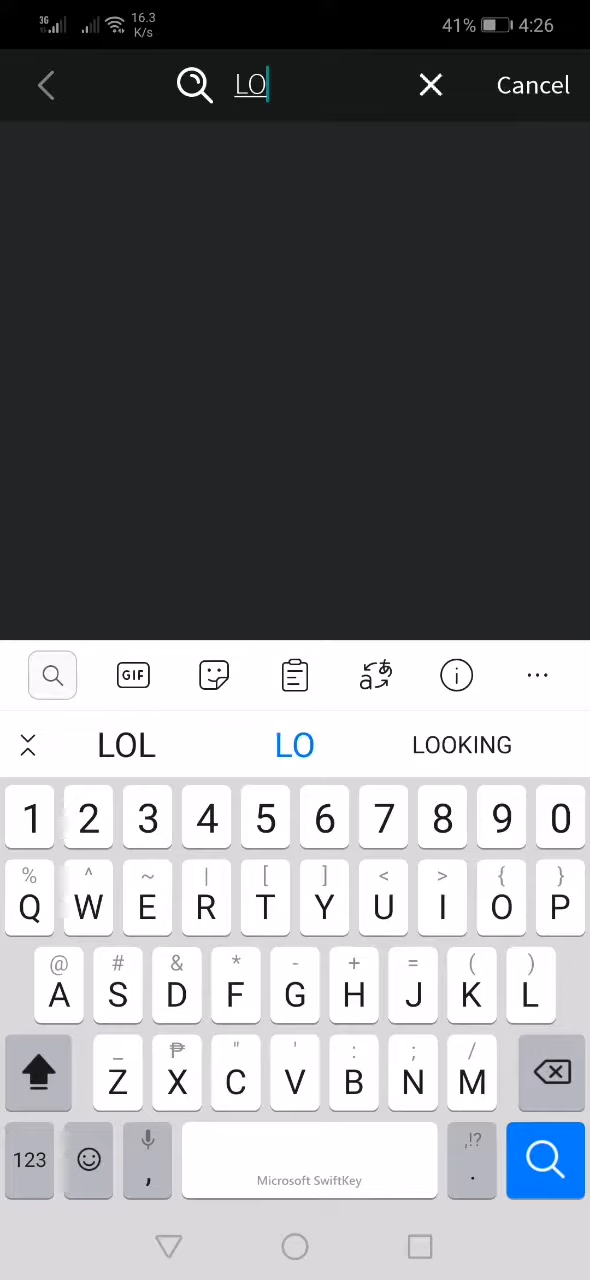 3G 16.3 K/s 41% 4:26
LO Cancel
GIF
LOL LO LOOKING
1 2 3 4 5 6 7 8 9 0
% ^ ~ | [ ] < > { }
Q W E R T Y U I O P
@ # & * - + = ( )
A S D F G H J K L
_ ₱ " ' : ; /
Z X C V B N M
123 , Microsoft SwiftKey ,!? .